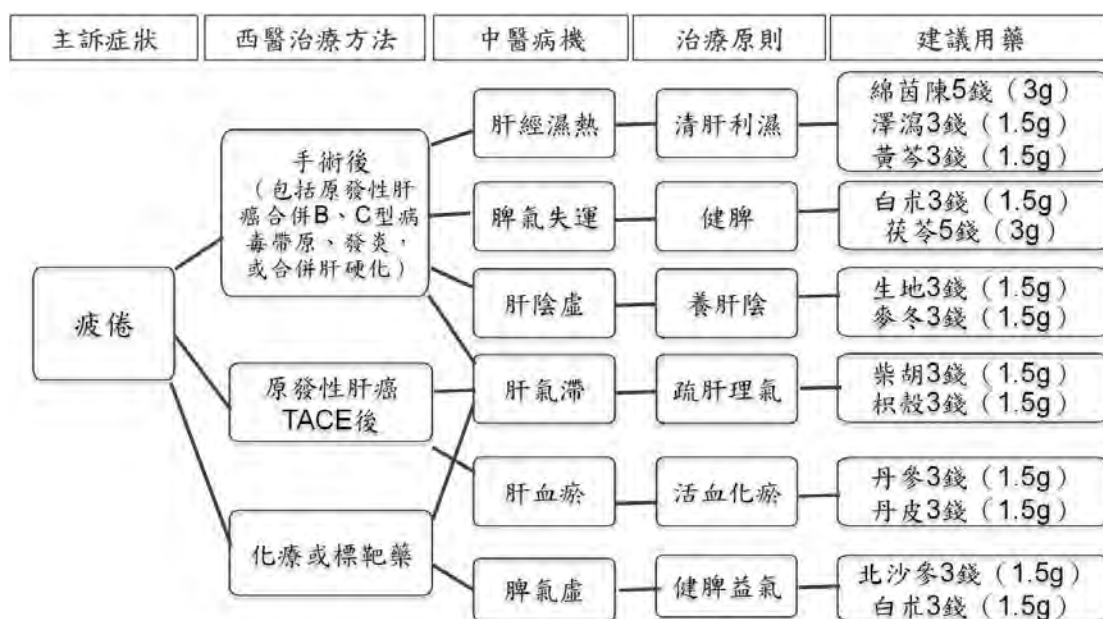 主訴症狀
西醫治療方法
中醫病機
治療原則
建議用藥
疲倦
手術後
（包括原發性肝
癌合併B、C型病
毒帶原、發炎，
或合併肝硬化）
原發性肝癌
TACE後
化療或標靶藥
肝經濕熱
清肝利濕
綿茵陳5錢（3g）
澤瀉3錢（1.5g）
黃芩3錢（1.5g）
脾氣失運
健脾
白朮3錢（1.5g）
茯苓5錢（3g）
肝陰虛
養肝陰
生地3錢（1.5g）
麥冬3錢（1.5g）
肝氣滯
疏肝理氣
柴胡3錢（1.5g）
枳殼3錢（1.5g）
肝血瘀
活血化瘀
丹參3錢（1.5g）
丹皮3錢（1.5g）
脾氣虛
健脾益氣
北沙參3錢（1.5g）
白朮3錢（1.5g）